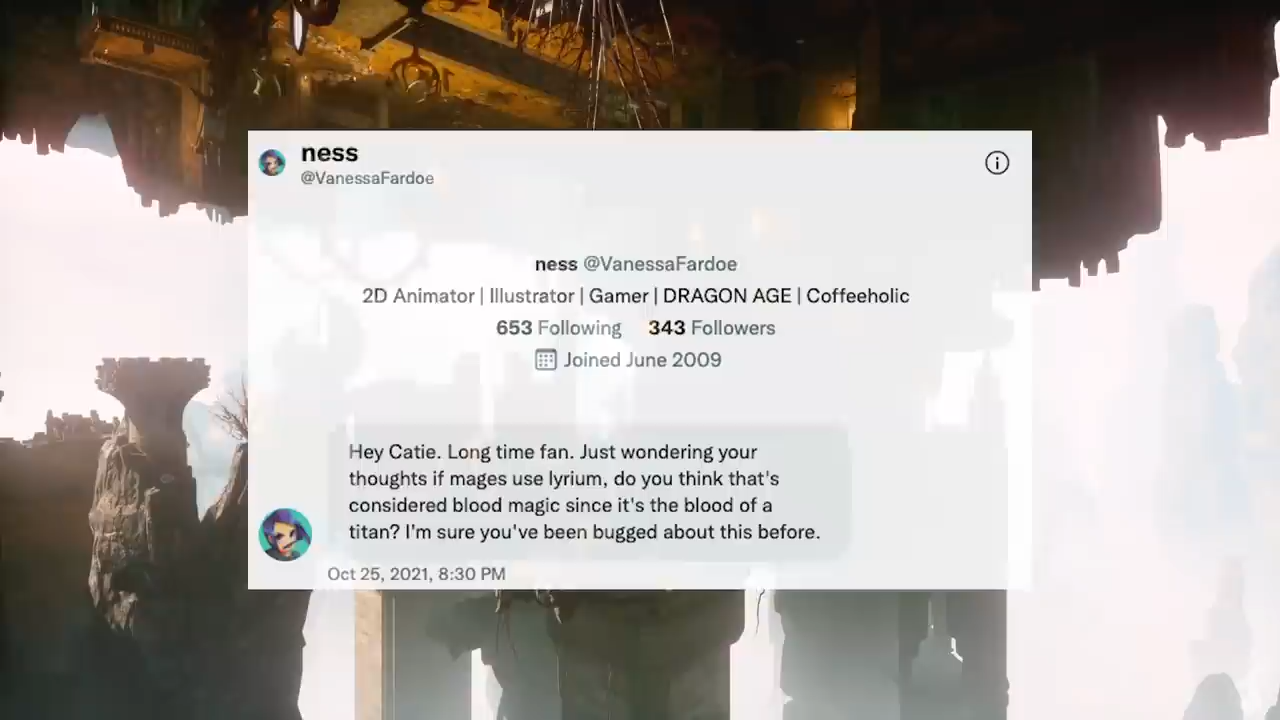 ness
@VanessaFardoe
ness @VanessaFardoe
2D Animator | Illustrator | Gamer | DRAGON AGE | Coffeeholic
653 Following 343 Followers
Joined June 2009
Hey Catie. Long time fan. Just wondering your
thoughts if mages use lyrium, do you think that's
considered blood magic since it's the blood of a
titan? I'm sure you've been bugged about this before.
Oct 25, 2021, 8:30 PM